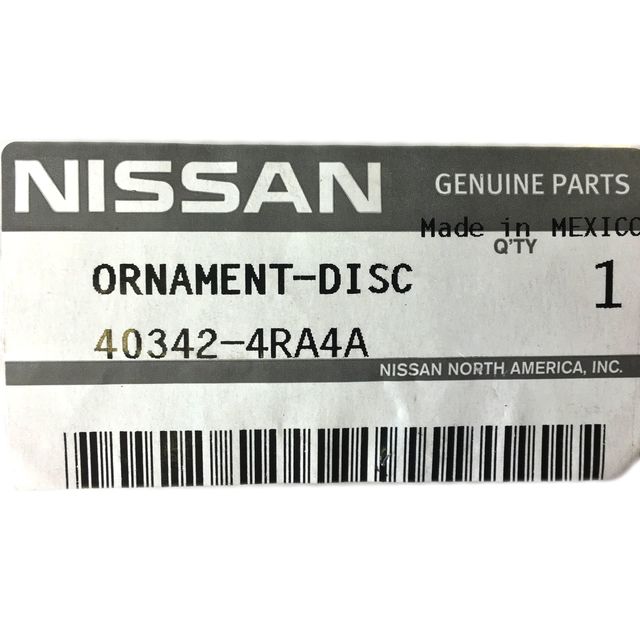 NISSAN
GENUINE PARTS
Made in MEXICO
Q'TY
ORNAMENT-DISC
1
40342-4RA4A
NISSAN NORTH AMERICA, INC.